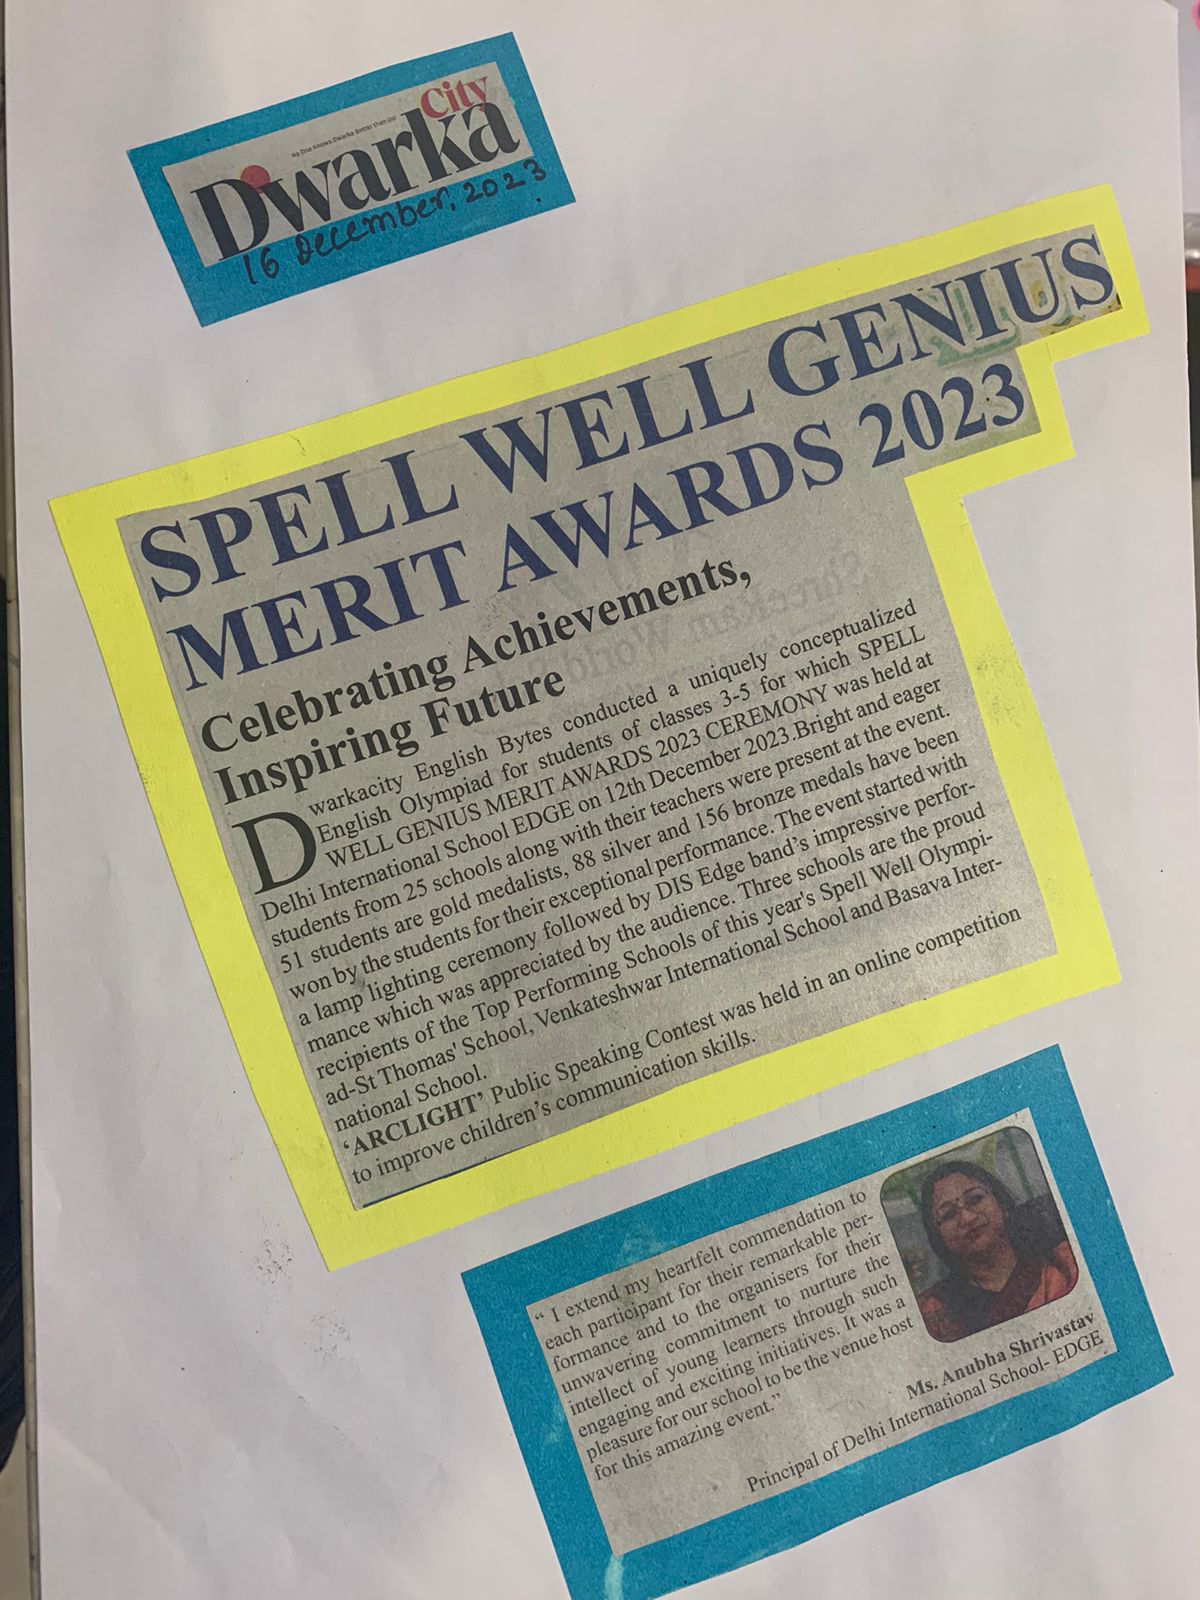 City
No One Knows Dwarka Better than Us!
Dwarka
16 December, 2023
SPELL WELL GENIUS
MERIT AWARDS 2023
Celebrating Achievements,
Inspiring Future
Dwarkacity English Bytes conducted a uniquely conceptualized
English Olympiad for students of classes 3-5 for which SPELL
WELL GENIUS MERIT AWARDS 2023 CEREMONY was held at
Delhi International School EDGE on 12th December 2023.Bright and eager
students from 25 schools along with their teachers were present at the event.
51 students are gold medalists, 88 silver and 156 bronze medals have been
won by the students for their exceptional performance. The event started with
a lamp lighting ceremony followed by DIS Edge band's impressive perfor-
mance which was appreciated by the audience. Three schools are the proud
recipients of the Top Performing Schools of this year's Spell Well Olympi-
ad-St Thomas' School, Venkateshwar International School and Basava Inter-
national School.
‘ARCLIGHT’ Public Speaking Contest was held in an online competition
to improve children’s communication skills.
“ I extend my heartfelt commendation to
each participant for their remarkable per-
formance and to the organisers for their
unwavering commitment to nurture the
intellect of young learners through such
engaging and exciting initiatives. It was a
pleasure for our school to be the venue host
for this amazing event.”
Ms. Anubha Shrivastav
Principal of Delhi International School- EDGE